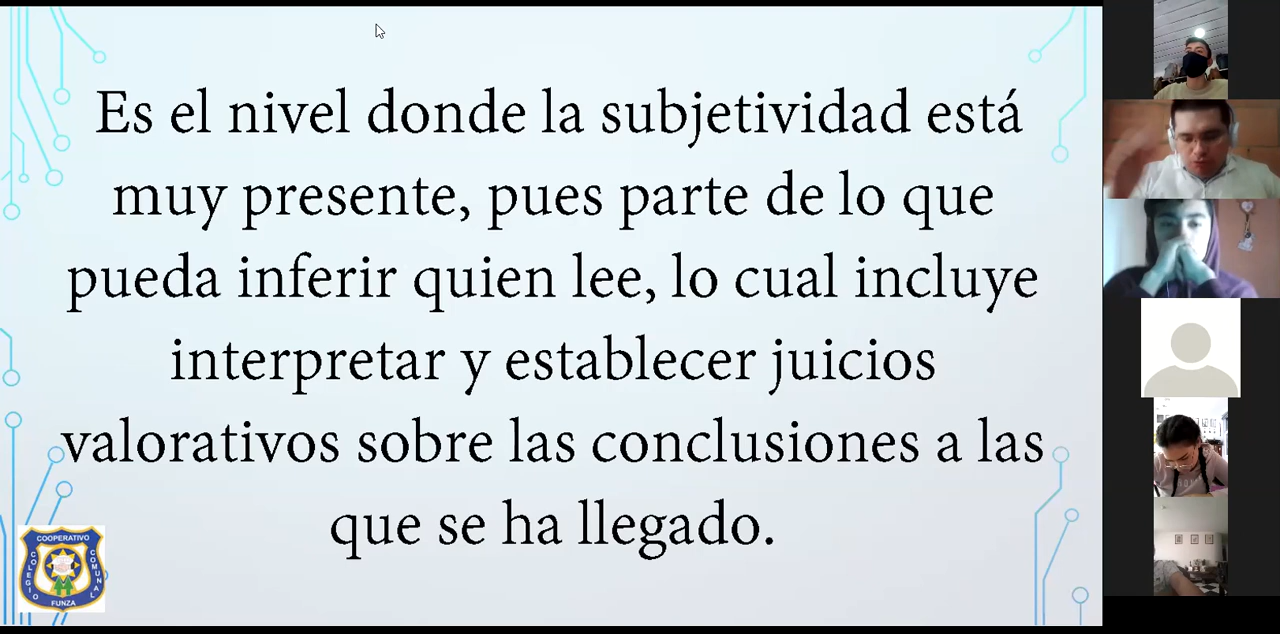 Es el nivel donde la subjetividad está
muy presente, pues parte de lo que
pueda inferir quien lee, lo cual incluye
interpretar y establecer juicios
valorativos sobre las conclusiones a las
que se ha llegado.
COOPERATIVO
COLEGIO
COMUNAL
FUNZA